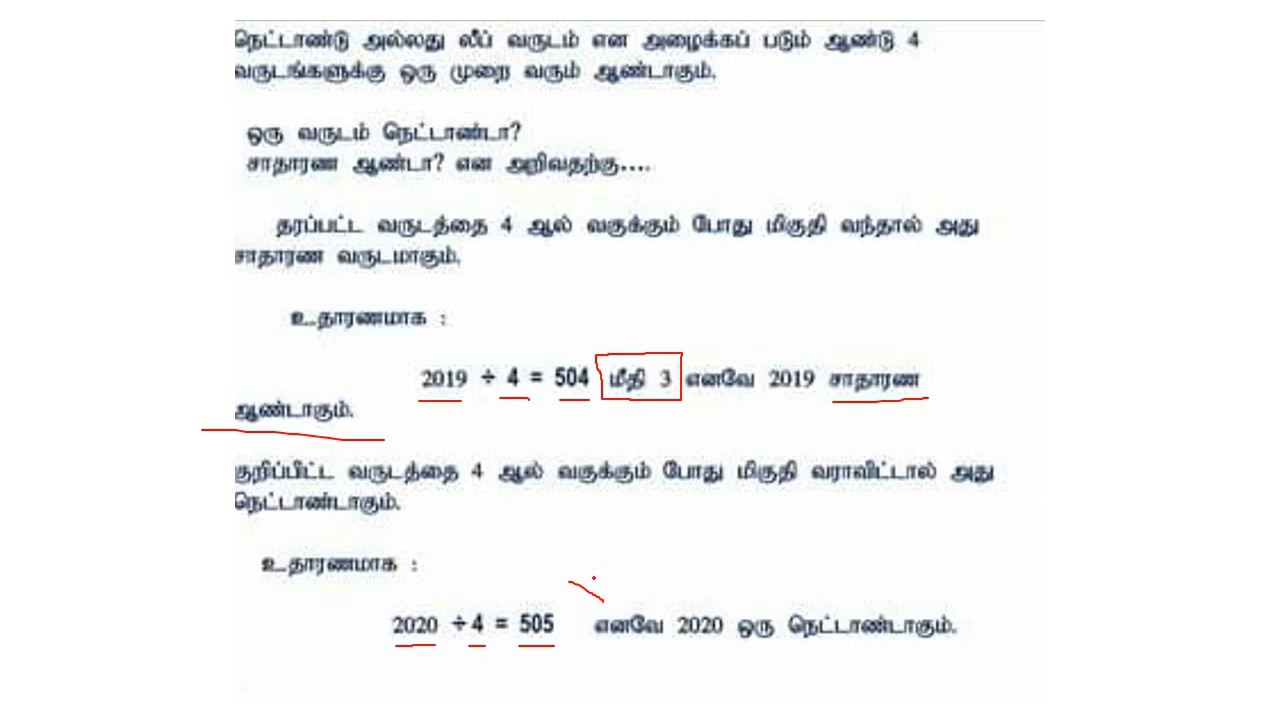 நெட்டாண்டு அல்லது லீப் வருடம் என அழைக்கப் படும் ஆண்டு 4
வருடங்களுக்கு ஒரு முறை வரும் ஆண்டாகும்.
ஒரு வருடம் நெட்டாண்டா?
சாதாரண ஆண்டா? என அறிவதற்கு....
தரப்பட்ட வருடத்தை 4 ஆல் வகுக்கும் போது மிகுதி வந்தால் அது
சாதாரண வருடமாகும்.
உதாரணமாக :
2019 ÷ 4 = 504 மீதி 3 எனவே 2019 சாதாரண
ஆண்டாகும்.
குறிப்பிட்ட வருடத்தை 4 ஆல் வகுக்கும் போது மிகுதி வராவிட்டால் அது
நெட்டாண்டாகும்.
உதாரணமாக :
2020 ÷ 4 = 505 எனவே 2020 ஒரு நெட்டாண்டாகும்.